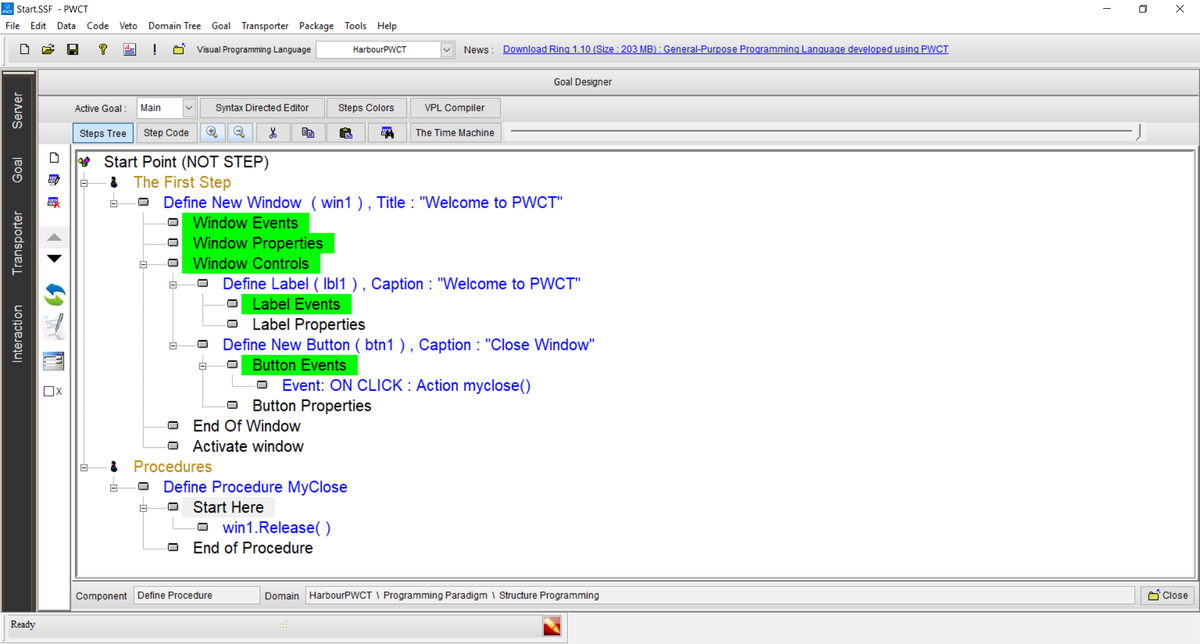 Start.SSF - PWCT
File Edit Data Code Veto Domain Tree Goal Transporter Package Tools Help
Visual Programming Language HarbourPWCT News : Download Ring 1.10 (Size : 203 MB) : General-Purpose Programming Language developed using PWCT
Goal Designer
Server
Goal
Transporter
Interaction
Active Goal : Main Syntax Directed Editor Steps Colors VPL Compiler
Steps Tree Step Code The Time Machine
Start Point (NOT STEP)
The First Step
Define New Window ( win1 ) , Title : "Welcome to PWCT"
Window Events
Window Properties
Window Controls
Define Label ( lbl1 ) , Caption : "Welcome to PWCT"
Label Events
Label Properties
Define New Button ( btn1 ) , Caption : "Close Window"
Button Events
Event: ON CLICK : Action myclose()
Button Properties
End Of Window
Activate window
Procedures
Define Procedure MyClose
Start Here
win1.Release( )
End of Procedure
X
Component Define Procedure Domain HarbourPWCT \ Programming Paradigm \ Structure Programming Close
Ready